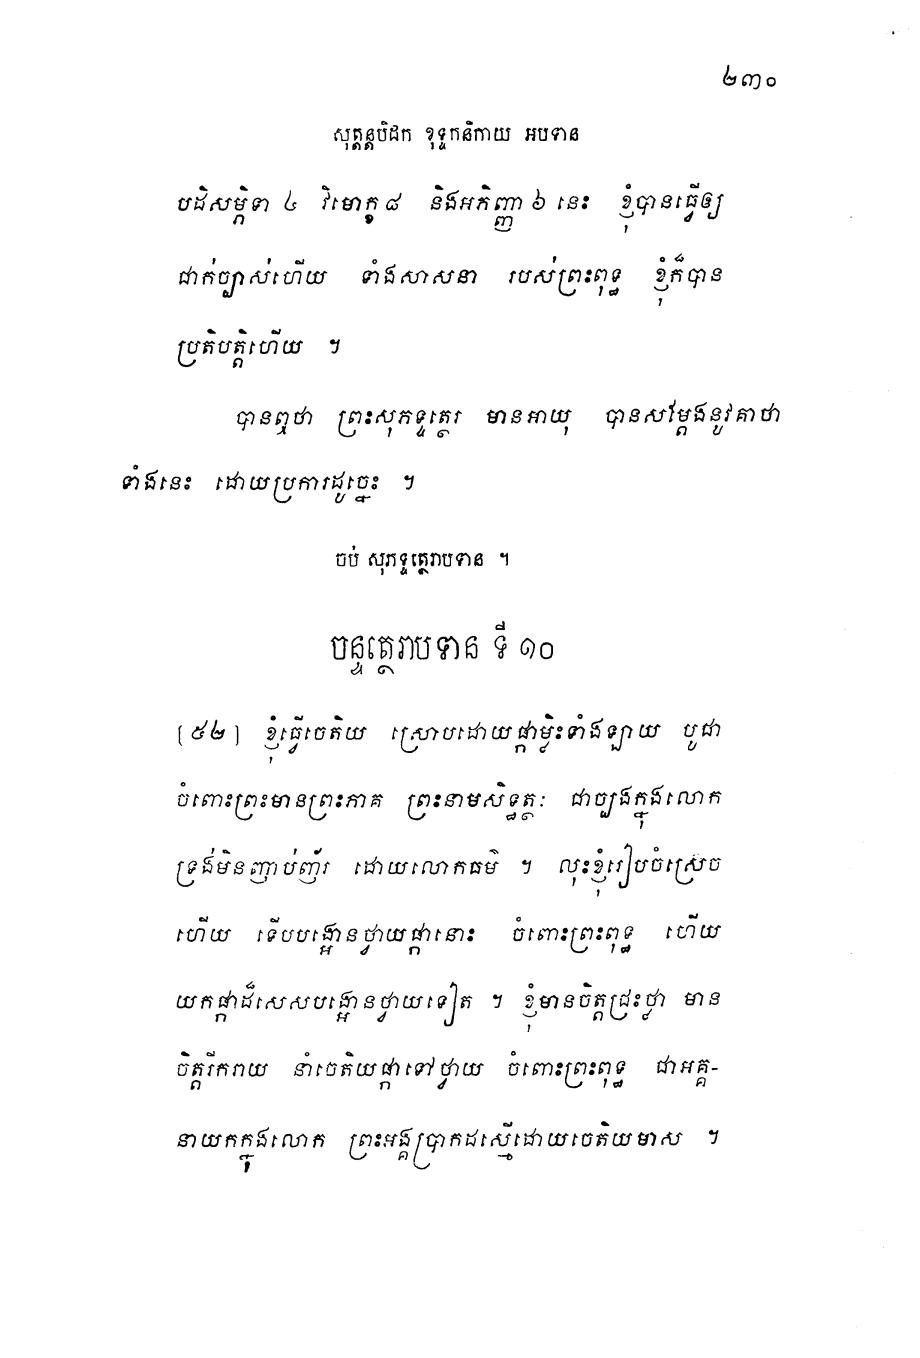 ២៣០
សុត្តន្តបិដក ខុទ្ទកនិកាយ អបទាន
បដិសម្ភិទា ៤ វិមោក្ខ ៨ និងអភិញ្ញា ៦ នេះ ខ្ញុំបានធ្វើឲ្យ
ជាក់ច្បាស់ហើយ ទាំងសាសនា របស់ព្រះពុទ្ធ ខ្ញុំក៏បាន
ប្រតិបត្តិហើយ ។
បានឮថា ព្រះសុភទ្ទត្ថេរ មានអាយុ បានសម្ដែងនូវគាថា
ទាំងនេះ ដោយប្រការដូច្នេះ ។
ចប់ សុភទ្ទត្ថេរាបទាន ។
ចន្ទត្ថេរាបទាន ទី ១០
[៥២] ខ្ញុំធ្វើចេតិយ ស្រោបដោយផ្កាម្លិះទាំងឡាយ បូជា
ចំពោះព្រះមានព្រះភាគ ព្រះនាមសិទ្ធត្ថៈ ជាច្បងក្នុងលោក
ទ្រង់មិនញាប់ញ័រ ដោយលោកធម៌ ។ លុះខ្ញុំរៀបចំស្រេច
ហើយ ទើបបង្អោនថ្វាយផ្កានោះ ចំពោះព្រះពុទ្ធ ហើយ
យកផ្កាដ៏សេសបង្អោនថ្វាយទៀត ។ ខ្ញុំមានចិត្តជ្រះថ្លា មាន
ចិត្តរីករាយ នាំចេតិយផ្កាទៅថ្វាយ ចំពោះព្រះពុទ្ធ ជាអគ្គ-
នាយកក្នុងលោក ព្រះអង្គប្រាកដស្មើដោយចេតិយមាស ។